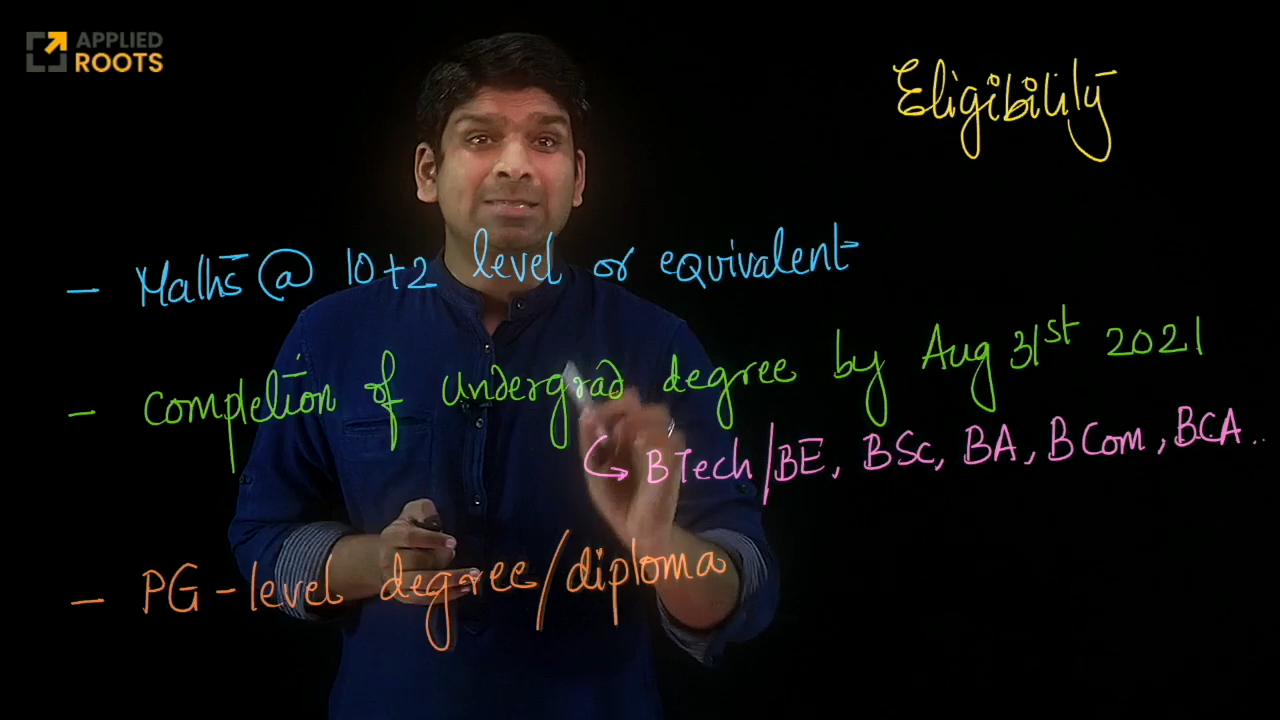 APPLIED
ROOTS
Eligibility
- Maths @ 10+2 level or equivalent
- Completion of undergrad degree by Aug 31st 2021
↳ BTech/BE, BSc, BA, BCom, BCA..
- PG-level degree/diploma